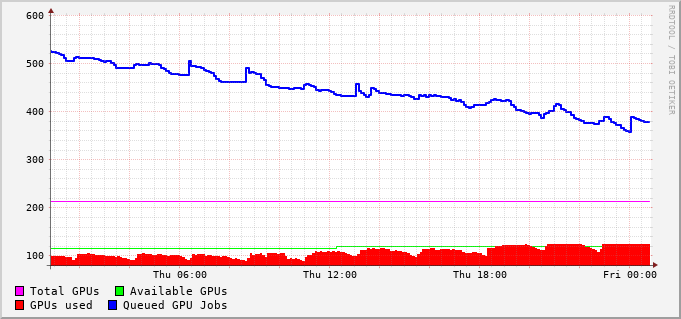 600
500
400
300
200
100
Thu 06:00 Thu 12:00 Thu 18:00 Fri 00:00
Total GPUs Available GPUs
GPUs used Queued GPU Jobs
RRDTOOL / TOBI OETIKER